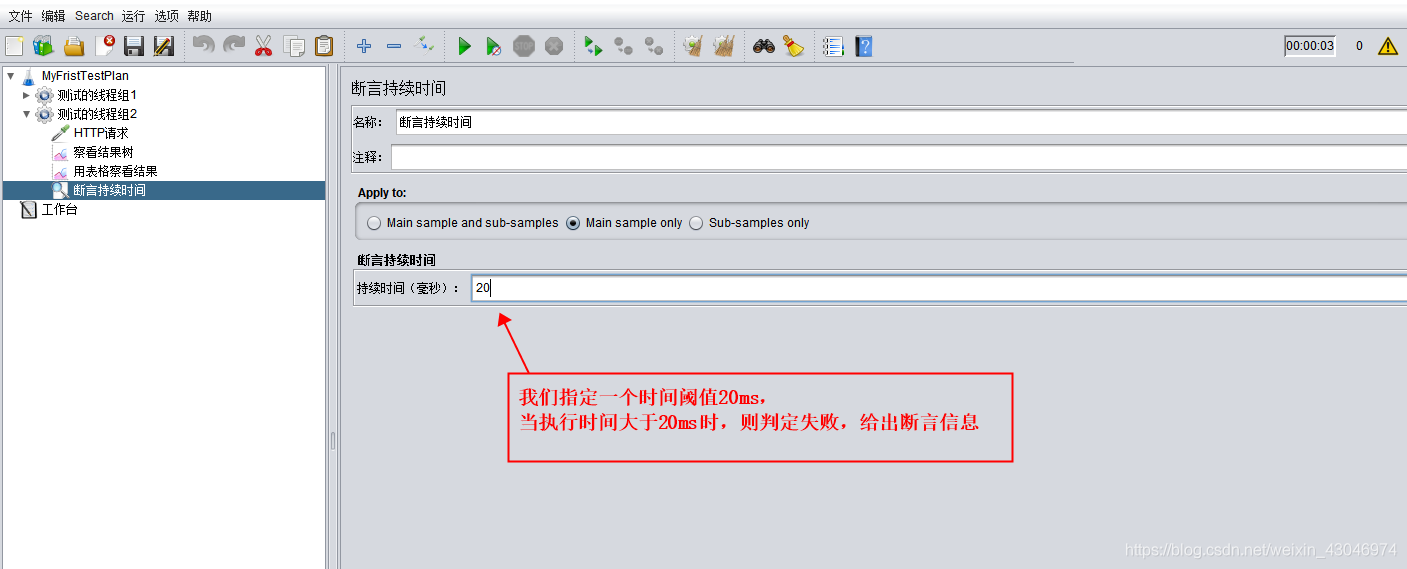 文件 编辑 Search 运行 选项 帮助
STOP
00:00:03 0
MyFristTestPlan
测试的线程组1
测试的线程组2
HTTP请求
察看结果树
用表格察看结果
断言持续时间
工作台
断言持续时间
名称： 断言持续时间
注释：
Apply to:
Main sample and sub-samples Main sample only Sub-samples only
断言持续时间
持续时间（毫秒）： 20
我们指定一个时间阈值20ms，
当执行时间大于20ms时，则判定失败，给出断言信息
https://blog.csdn.net/weixin_43046974